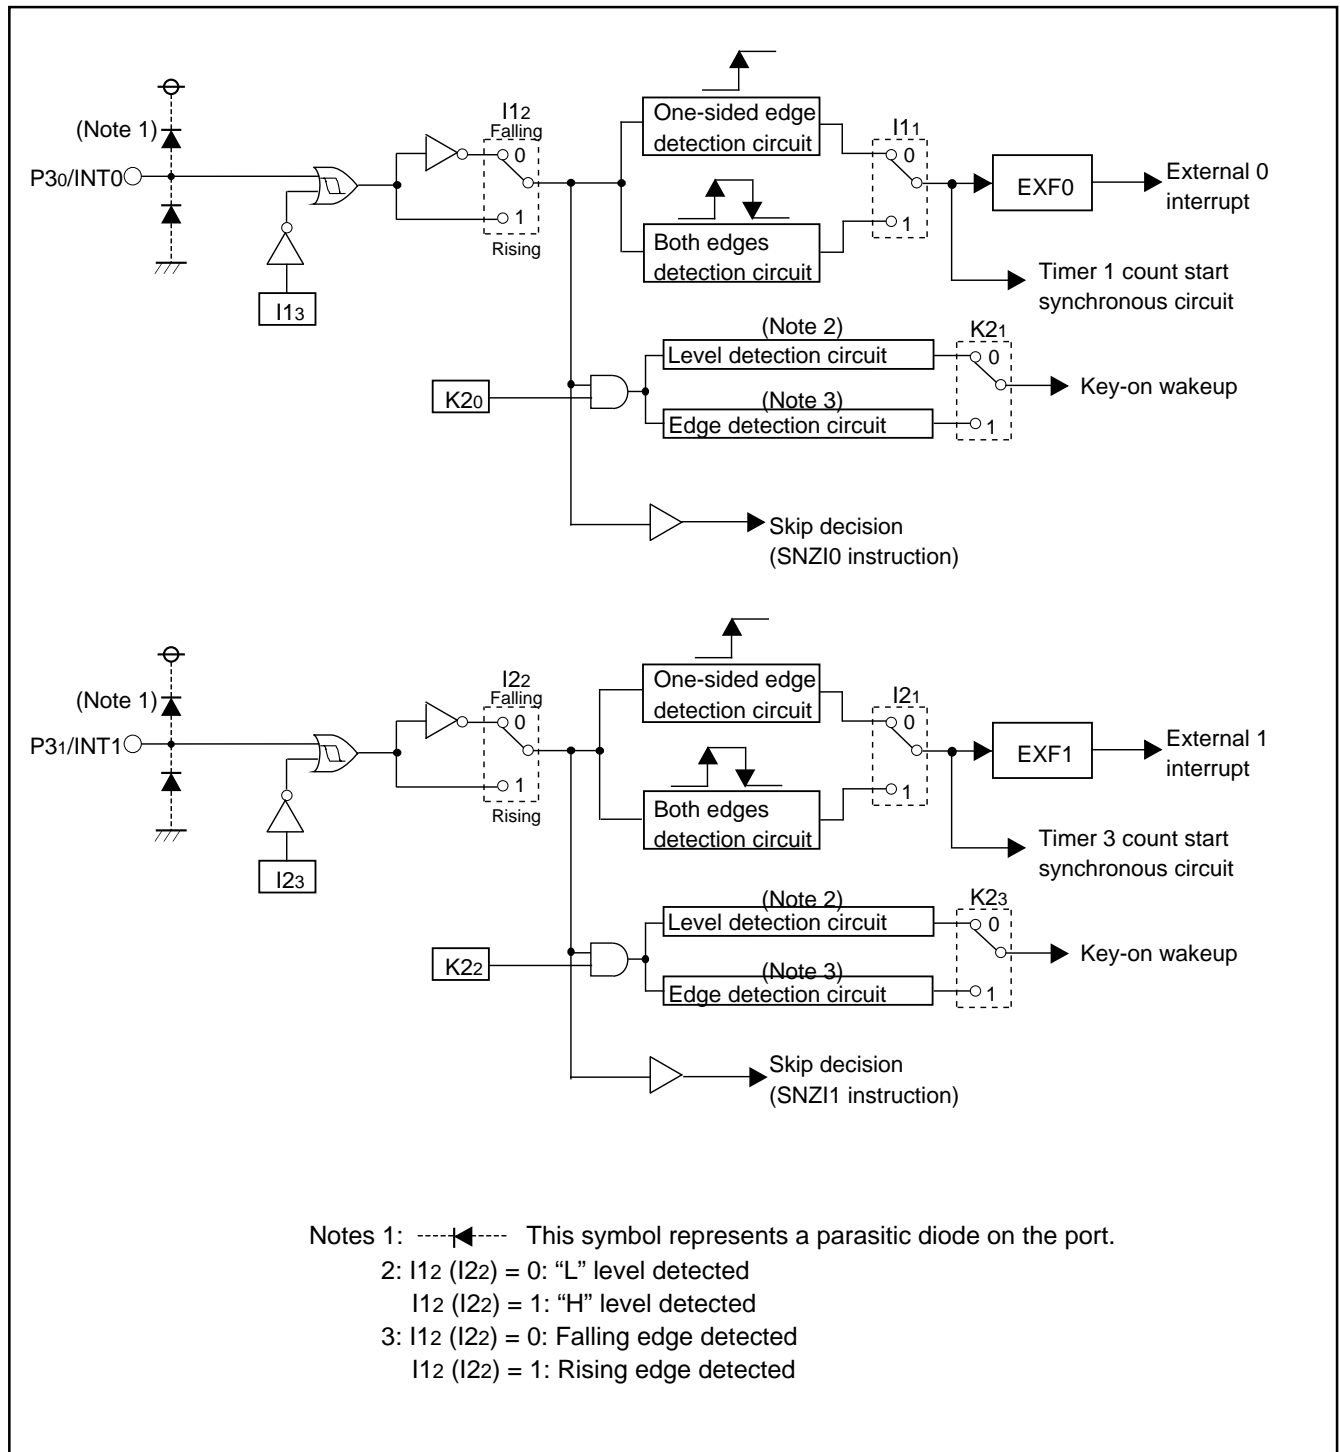 (Note 1)
P30/INT0
I13
I12
Falling
0
1
Rising
One-sided edge
detection circuit
Both edges
detection circuit
I11
0
1
EXF0
External 0
interrupt
Timer 1 count start
synchronous circuit
K20
(Note 2)
Level detection circuit
(Note 3)
Edge detection circuit
K21
0
1
Key-on wakeup
Skip decision
(SNZI0 instruction)
(Note 1)
P31/INT1
I23
I22
Falling
0
1
Rising
One-sided edge
detection circuit
Both edges
detection circuit
I21
0
1
EXF1
External 1
interrupt
Timer 3 count start
synchronous circuit
K22
(Note 2)
Level detection circuit
(Note 3)
Edge detection circuit
K23
0
1
Key-on wakeup
Skip decision
(SNZI1 instruction)
Notes 1: This symbol represents a parasitic diode on the port.
2: I12 (I22) = 0: “L” level detected
I12 (I22) = 1: “H” level detected
3: I12 (I22) = 0: Falling edge detected
I12 (I22) = 1: Rising edge detected